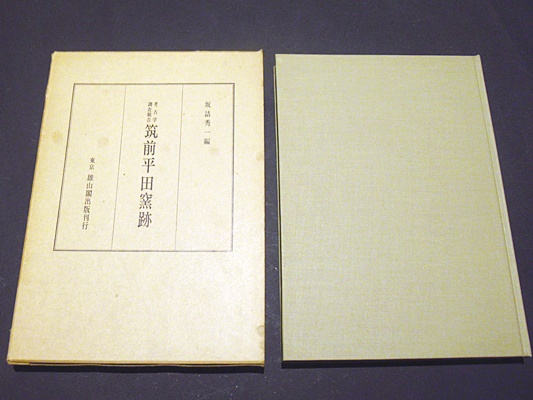 坂詰秀一編
考古学
調査報告
筑前平田窯跡
東京 雄山閣出版刊行